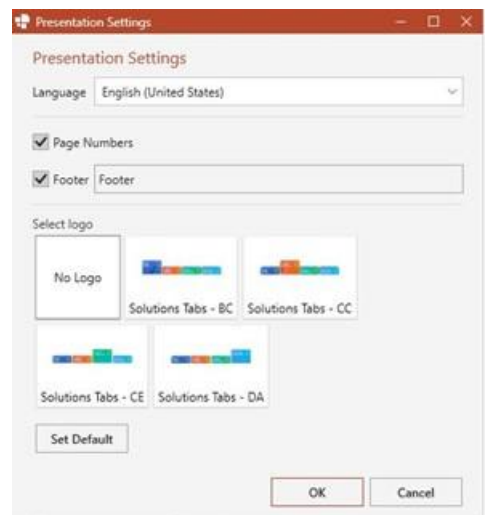 Presentation Settings
Presentation Settings
Language English (United States)
Page Numbers
Footer Footer
Select logo
No Logo
Solutions Tabs - BC
Solutions Tabs - CC
Solutions Tabs - CE
Solutions Tabs - DA
Set Default
OK
Cancel